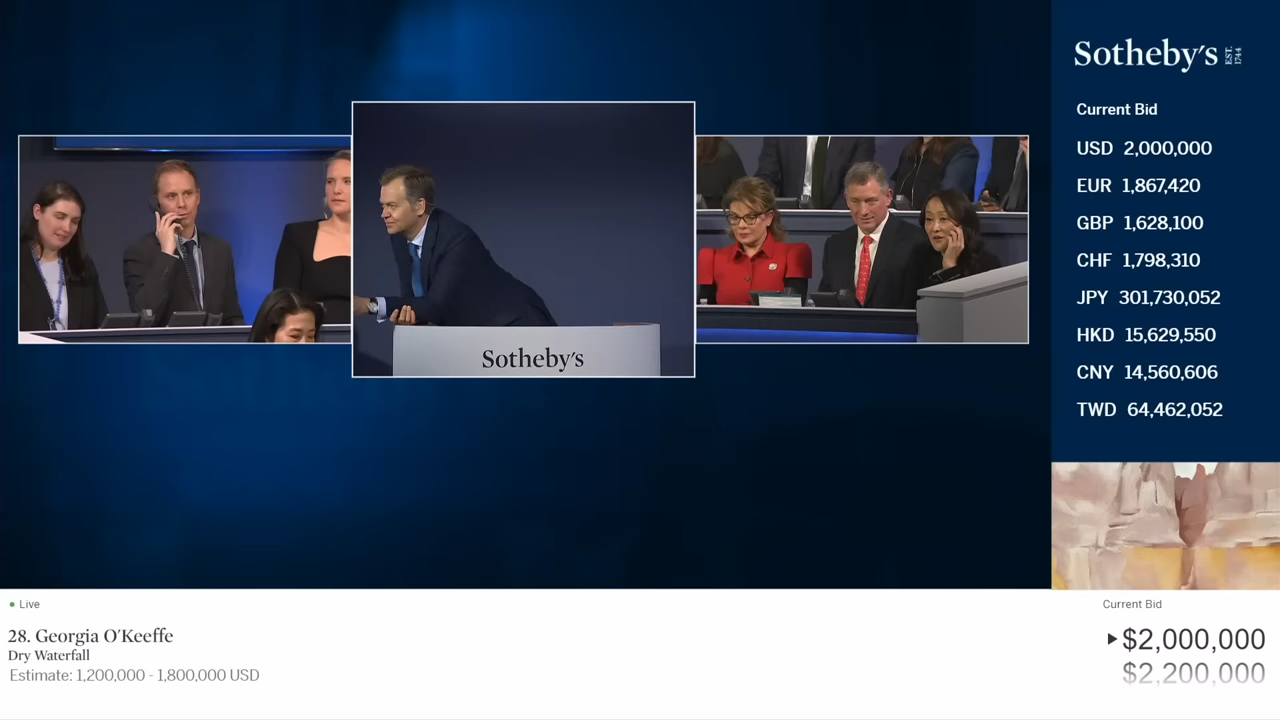 Sotheby's EST. 1744
Current Bid
USD 2,000,000
EUR 1,867,420
GBP 1,628,100
CHF 1,798,310
JPY 301,730,052
HKD 15,629,550
CNY 14,560,606
TWD 64,462,052
Sotheby's
Live
28. Georgia O'Keeffe
Dry Waterfall
Estimate: 1,200,000 - 1,800,000 USD
Current Bid
$2,000,000
$2,200,000